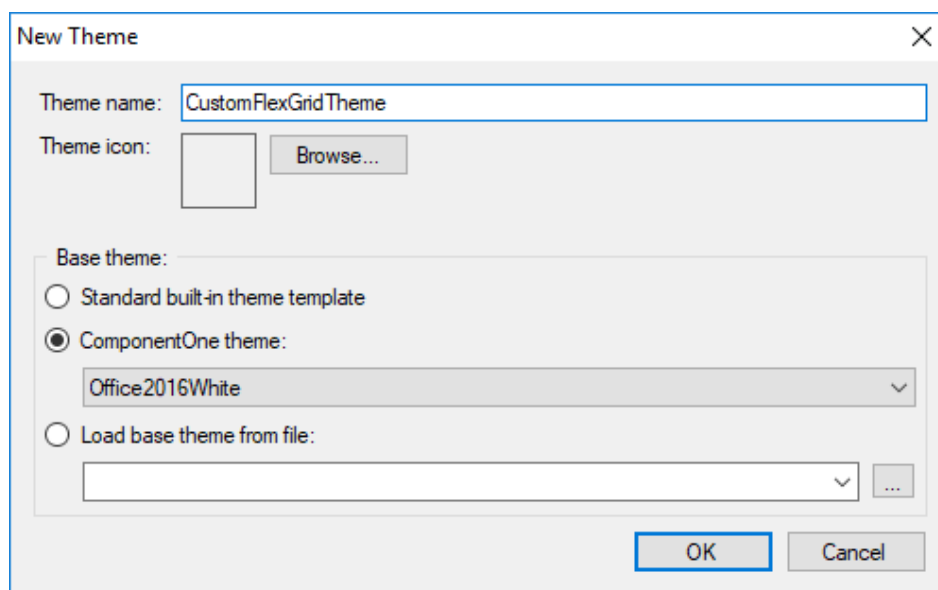 New Theme
Theme name: CustomFlexGridTheme
Theme icon: Browse...
Base theme:
Standard built-in theme template
ComponentOne theme:
Office2016White
Load base theme from file:
...
OK Cancel